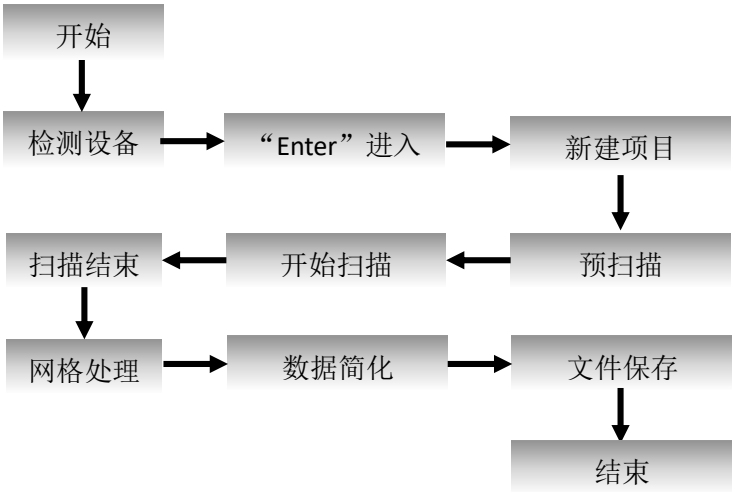 开始
检测设备
“Enter”进入
新建项目
预扫描
开始扫描
扫描结束
网格处理
数据简化
文件保存
结束